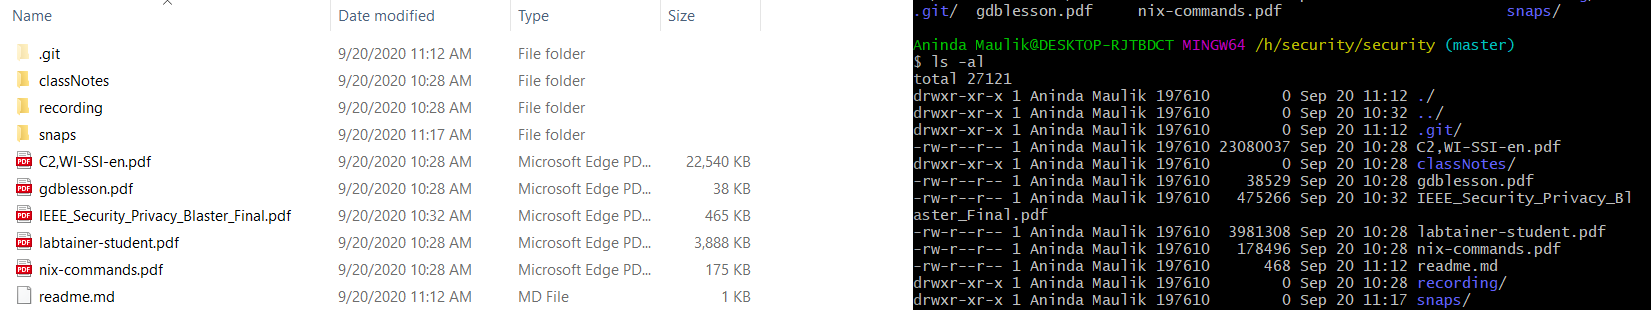 Name Date modified Type Size
.git 9/20/2020 11:12 AM File folder
classNotes 9/20/2020 10:28 AM File folder
recording 9/20/2020 10:28 AM File folder
snaps 9/20/2020 11:17 AM File folder
C2,WI-SSI-en.pdf 9/20/2020 10:28 AM Microsoft Edge PD... 22,540 KB
gdblesson.pdf 9/20/2020 10:28 AM Microsoft Edge PD... 38 KB
IEEE_Security_Privacy_Blaster_Final.pdf 9/20/2020 10:32 AM Microsoft Edge PD... 465 KB
labtainer-student.pdf 9/20/2020 10:28 AM Microsoft Edge PD... 3,888 KB
nix-commands.pdf 9/20/2020 10:28 AM Microsoft Edge PD... 175 KB
readme.md 9/20/2020 11:12 AM MD File 1 KB
.git/ gdblesson.pdf nix-commands.pdf snaps/
Aninda Maulik@DESKTOP-RJTBDCT MINGW64 /h/security/security (master)
$ ls -al
total 27121
drwxr-xr-x 1 Aninda Maulik 197610 0 Sep 20 11:12 ./
drwxr-xr-x 1 Aninda Maulik 197610 0 Sep 20 10:32 ../
drwxr-xr-x 1 Aninda Maulik 197610 0 Sep 20 11:12 .git/
-rw-r--r-- 1 Aninda Maulik 197610 23080037 Sep 20 10:28 C2,WI-SSI-en.pdf
drwxr-xr-x 1 Aninda Maulik 197610 0 Sep 20 10:28 classNotes/
-rw-r--r-- 1 Aninda Maulik 197610 38529 Sep 20 10:28 gdblesson.pdf
-rw-r--r-- 1 Aninda Maulik 197610 475266 Sep 20 10:32 IEEE_Security_Privacy_Bl
aster_Final.pdf
-rw-r--r-- 1 Aninda Maulik 197610 3981308 Sep 20 10:28 labtainer-student.pdf
-rw-r--r-- 1 Aninda Maulik 197610 178496 Sep 20 10:28 nix-commands.pdf
-rw-r--r-- 1 Aninda Maulik 197610 468 Sep 20 11:12 readme.md
drwxr-xr-x 1 Aninda Maulik 197610 0 Sep 20 10:28 recording/
drwxr-xr-x 1 Aninda Maulik 197610 0 Sep 20 11:17 snaps/